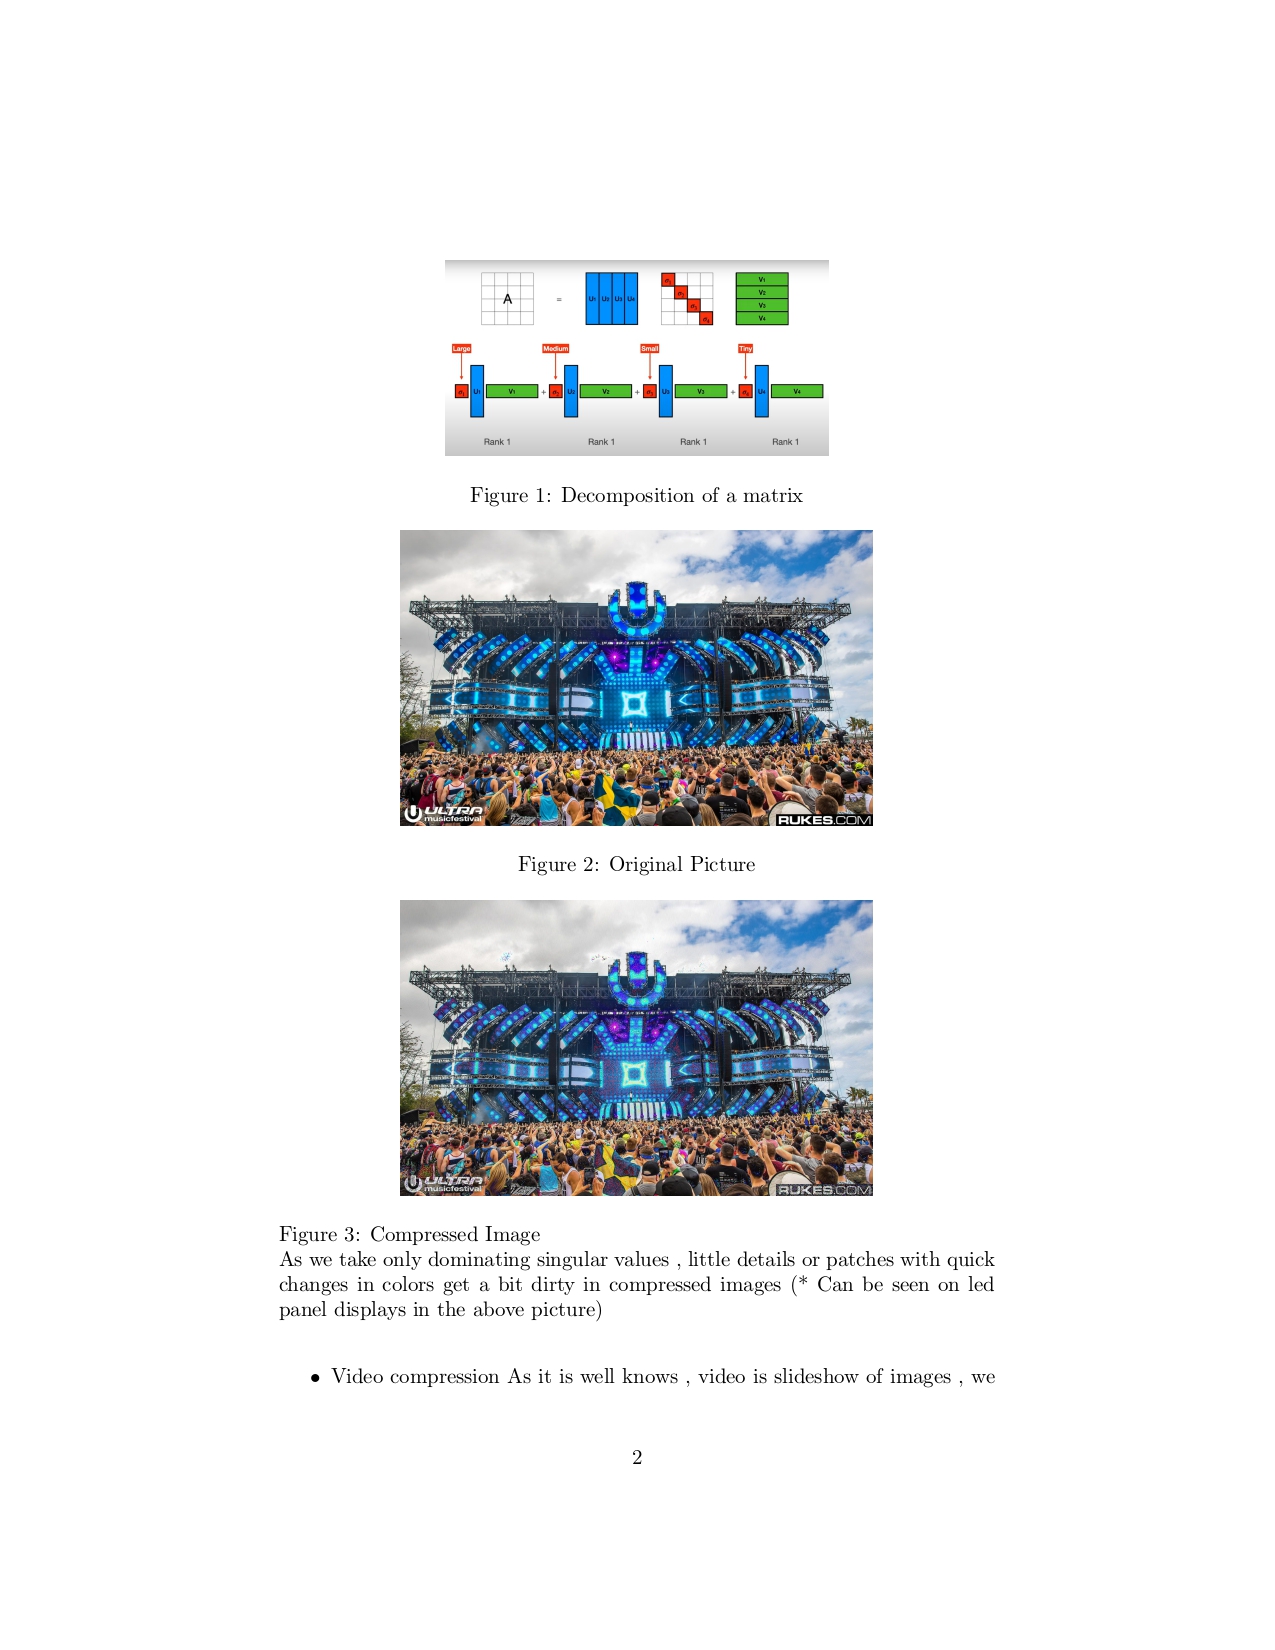 A = U₁ U₂ U₃ U₄ σ₁ σ₂ σ₃ σ₄ V₁
V₂
V₃
V₄
Large Medium Small Tiny
σ₁ U₁ V₁ + σ₂ U₂ V₂ + σ₃ U₃ V₃ + σ₄ U₄ V₄
Rank 1 Rank 1 Rank 1 Rank 1
Figure 1: Decomposition of a matrix
ULTRA
musicfestival
RUKES.COM
Figure 2: Original Picture
ULTRA
musicfestival
RUKES.COM
Figure 3: Compressed Image
As we take only dominating singular values , little details or patches with quick
changes in colors get a bit dirty in compressed images (* Can be seen on led
panel displays in the above picture)
• Video compression As it is well knows , video is slideshow of images , we
2